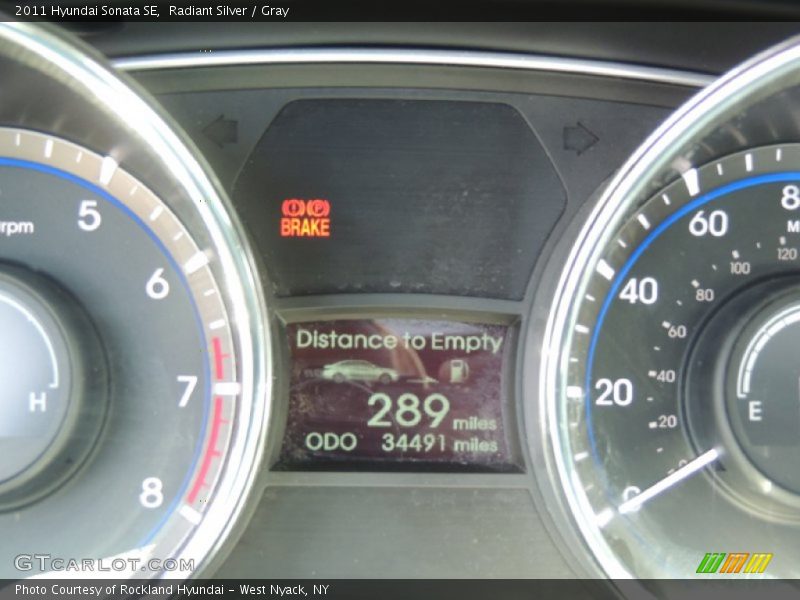 2011 Hyundai Sonata SE,  Radiant Silver / Gray
BRAKE
Distance to Empty
289 miles
ODO 34491 miles
rpm
5
6
7
8
H
80
60
40
20
0
120
100
80
60
40
20
E
GTCarLot.com
Photo Courtesy of Rockland Hyundai - West Nyack, NY